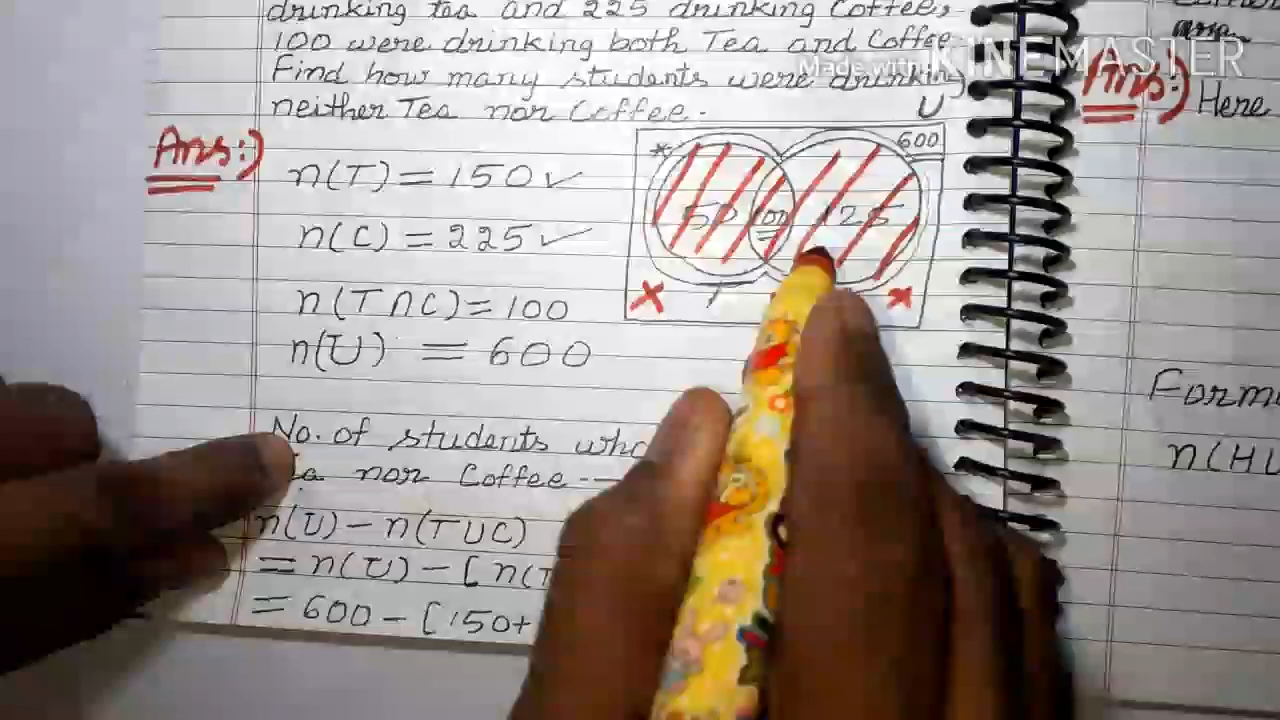 drinking tea and 225 drinking Coffee,
100 were drinking both Tea and Coffee
Find how many students were drinking
neither Tea nor Coffee.
Made with KINEMASTER
U
Ans:)
600
n(T) = 150 ✓
n(C) = 225 ✓
n(T∩C) = 100
n(U) = 600
50 100 125
No. of students who
nor Coffee --
n(U) - n(TUC)
= n(U) - [n(T
= 600 - [150+
Ans:)
Here
Form
n(HU